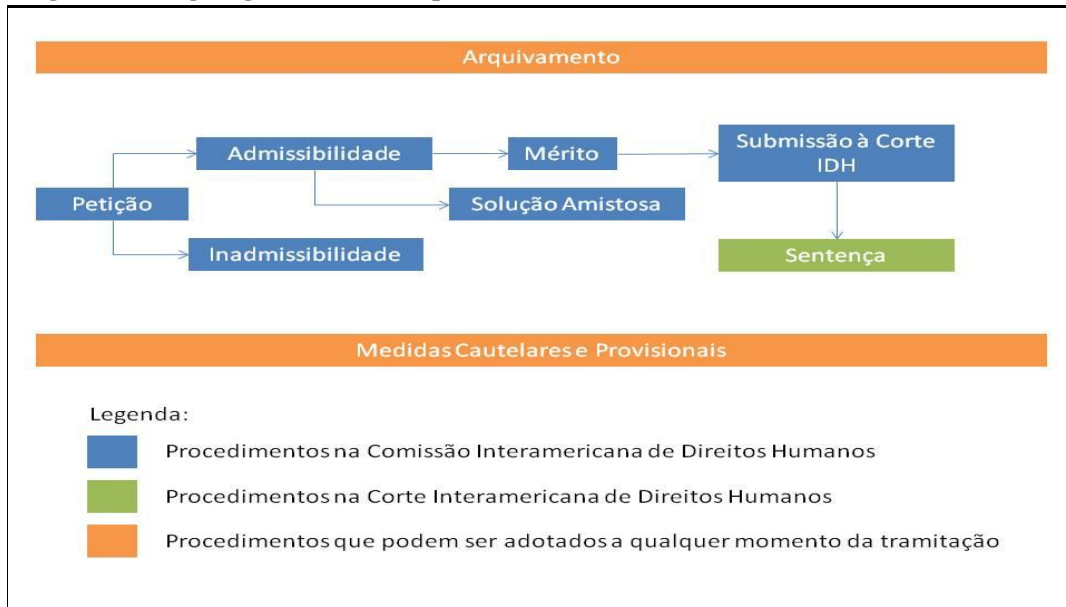 Arquivamento
Admissibilidade
Mérito
Submissão à Corte
IDH
Petição
Solução Amistosa
Inadmissibilidade
Sentença
Medidas Cautelares e Provisionais
Legenda:
Procedimentos na Comissão Interamericana de Direitos Humanos
Procedimentos na Corte Interamericana de Direitos Humanos
Procedimentos que podem ser adotados a qualquer momento da tramitação